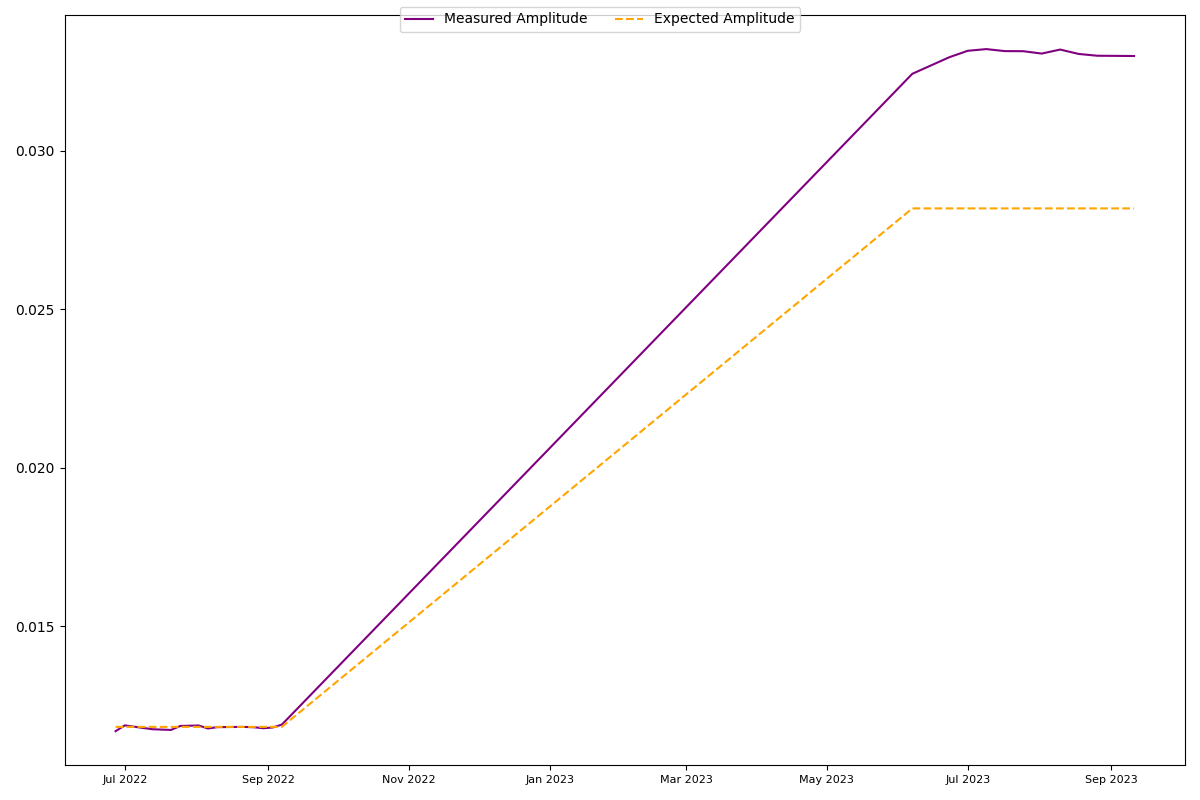 Measured Amplitude
Expected Amplitude
0.030
0.025
0.020
0.015
Jul 2022
Sep 2022
Nov 2022
Jan 2023
Mar 2023
May 2023
Jul 2023
Sep 2023